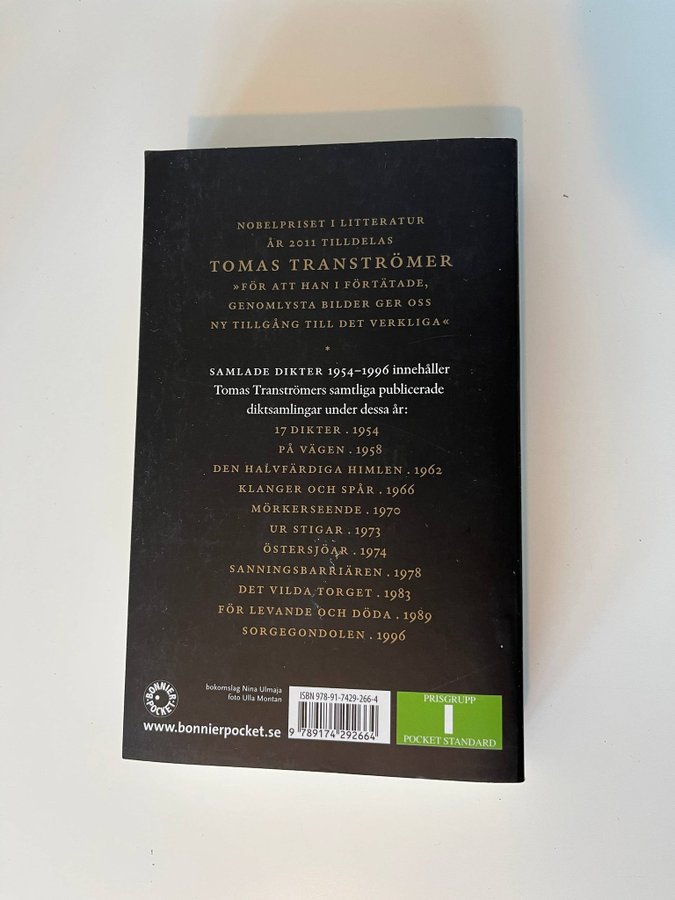 NOBELPRISET I LITTERATUR
ÅR 2011 TILLDELAS
TOMAS TRANSTRÖMER
»FÖR ATT HAN I FÖRTÄTADE,
GENOMLYSTA BILDER GER OSS
NY TILLGÅNG TILL DET VERKLIGA«
*
SAMLADE DIKTER 1954–1996 innehåller
Tomas Tranströmers samtliga publicerade
diktsamlingar under dessa år:
17 DIKTER . 1954
PÅ VÄGEN . 1958
DEN HALVFÄRDIGA HIMLEN . 1962
KLANGER OCH SPÅR . 1966
MÖRKERSEENDE . 1970
UR STIGAR . 1973
ÖSTERSJÖAR . 1974
SANNINGSBARRIÄREN . 1978
DET VILDA TORGET . 1983
FÖR LEVANDE OCH DÖDA . 1989
SORGEGONDOLEN . 1996
BONNIER POCKET
www.bonnierpocket.se
bokomslag Nina Ulmaja
foto Ulla Montan
ISBN 978-91-7429-266-4
9 789174 292664
PRISGRUPP
1
POCKET STANDARD